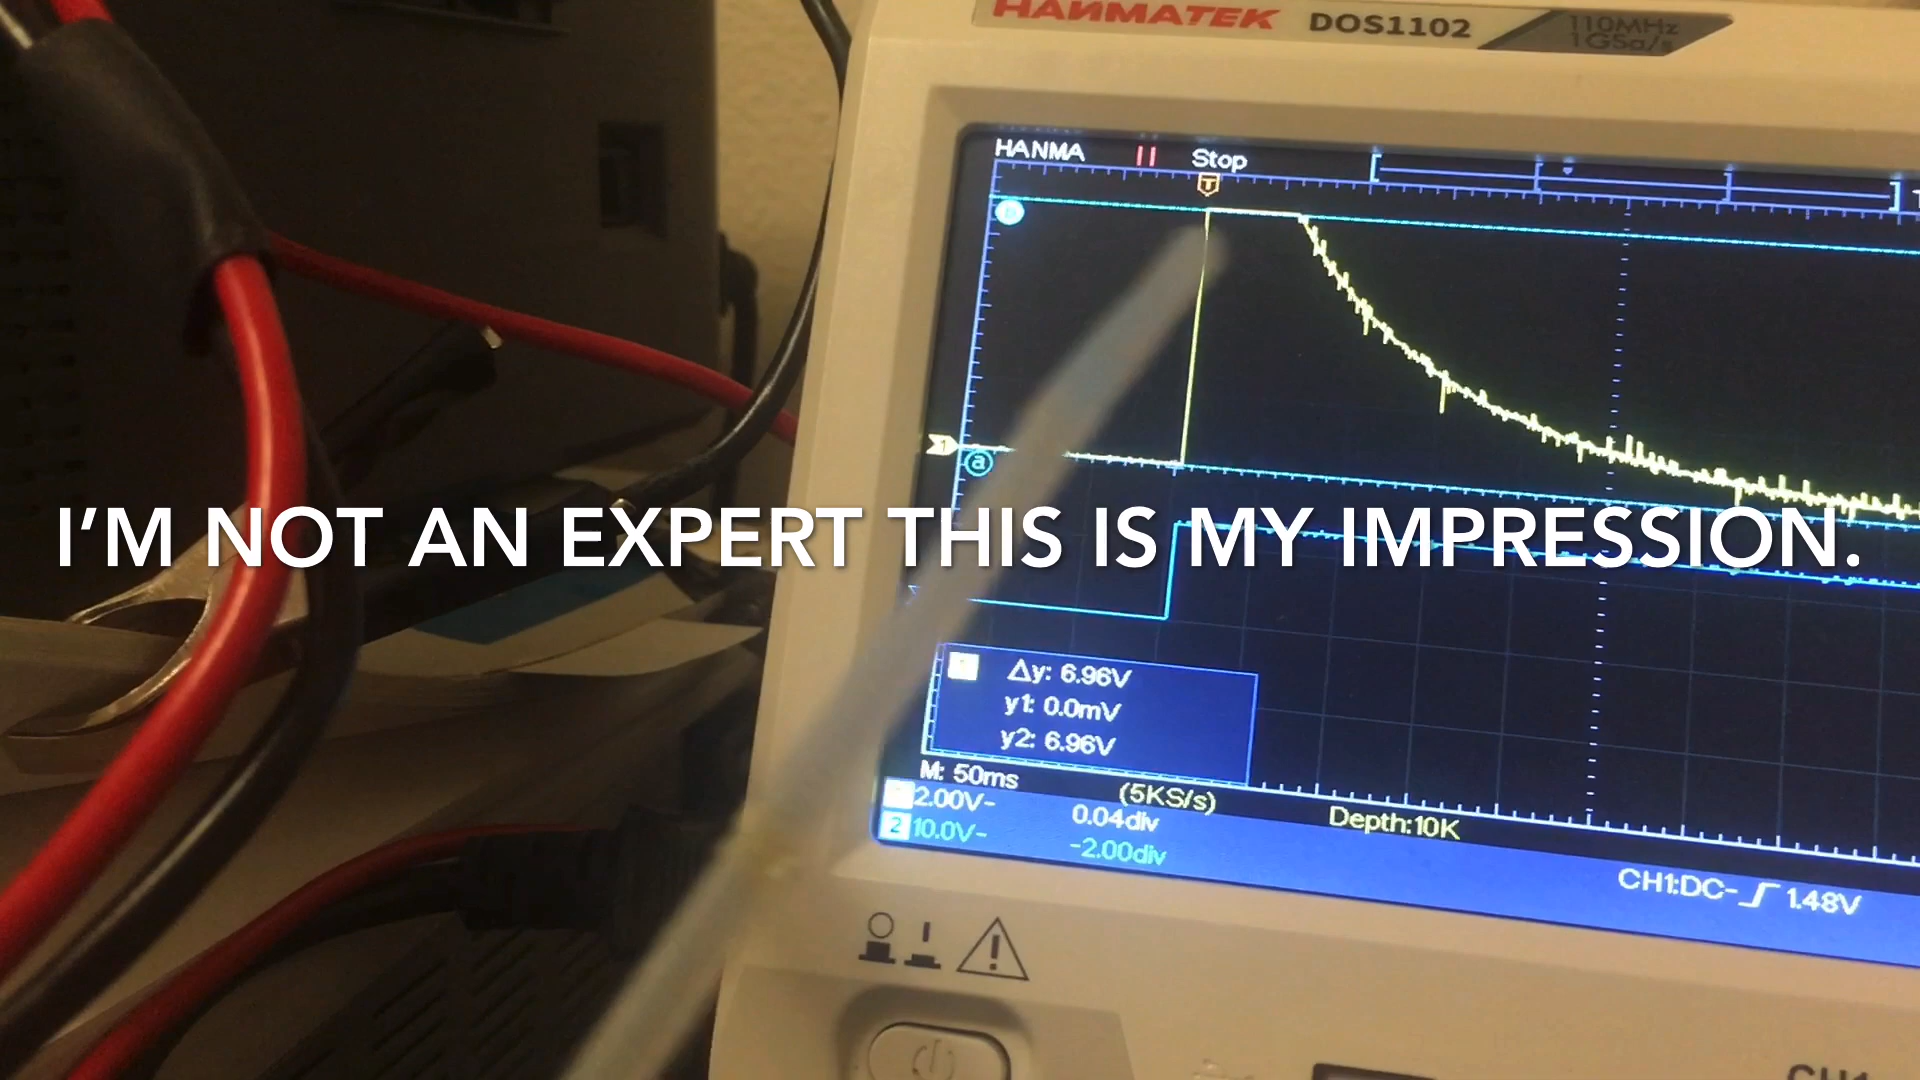 HANMATEK DOS1102 110MHz
1GSa/s
HANMA Stop
T
b
1
a
I'M NOT AN EXPERT THIS IS MY IMPRESSION.
Δy: 6.96V
y1: 0.0mV
y2: 6.96V
M: 50ms (5KS/s) Depth:10K
2.00V- 0.04div
2 10.0V- -2.00div
CH1:DC- 1.48V
CH1